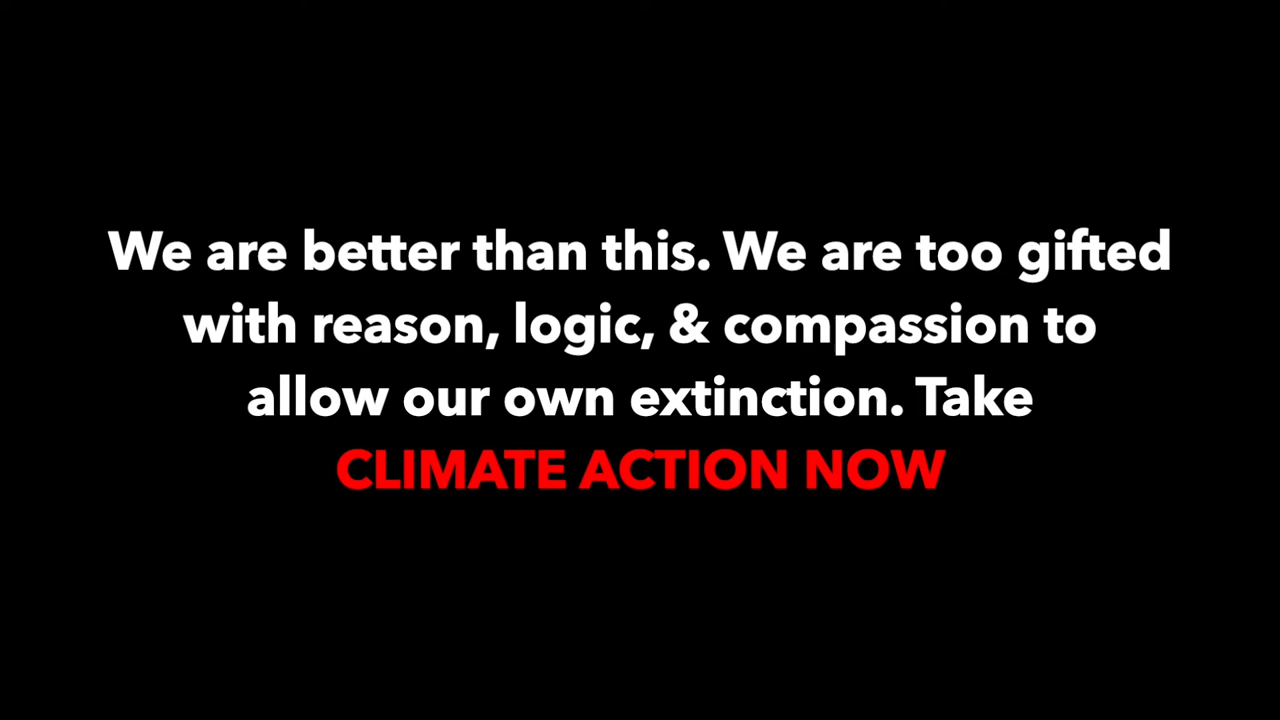 We are better than this. We are too gifted
with reason, logic, & compassion to
allow our own extinction. Take
CLIMATE ACTION NOW